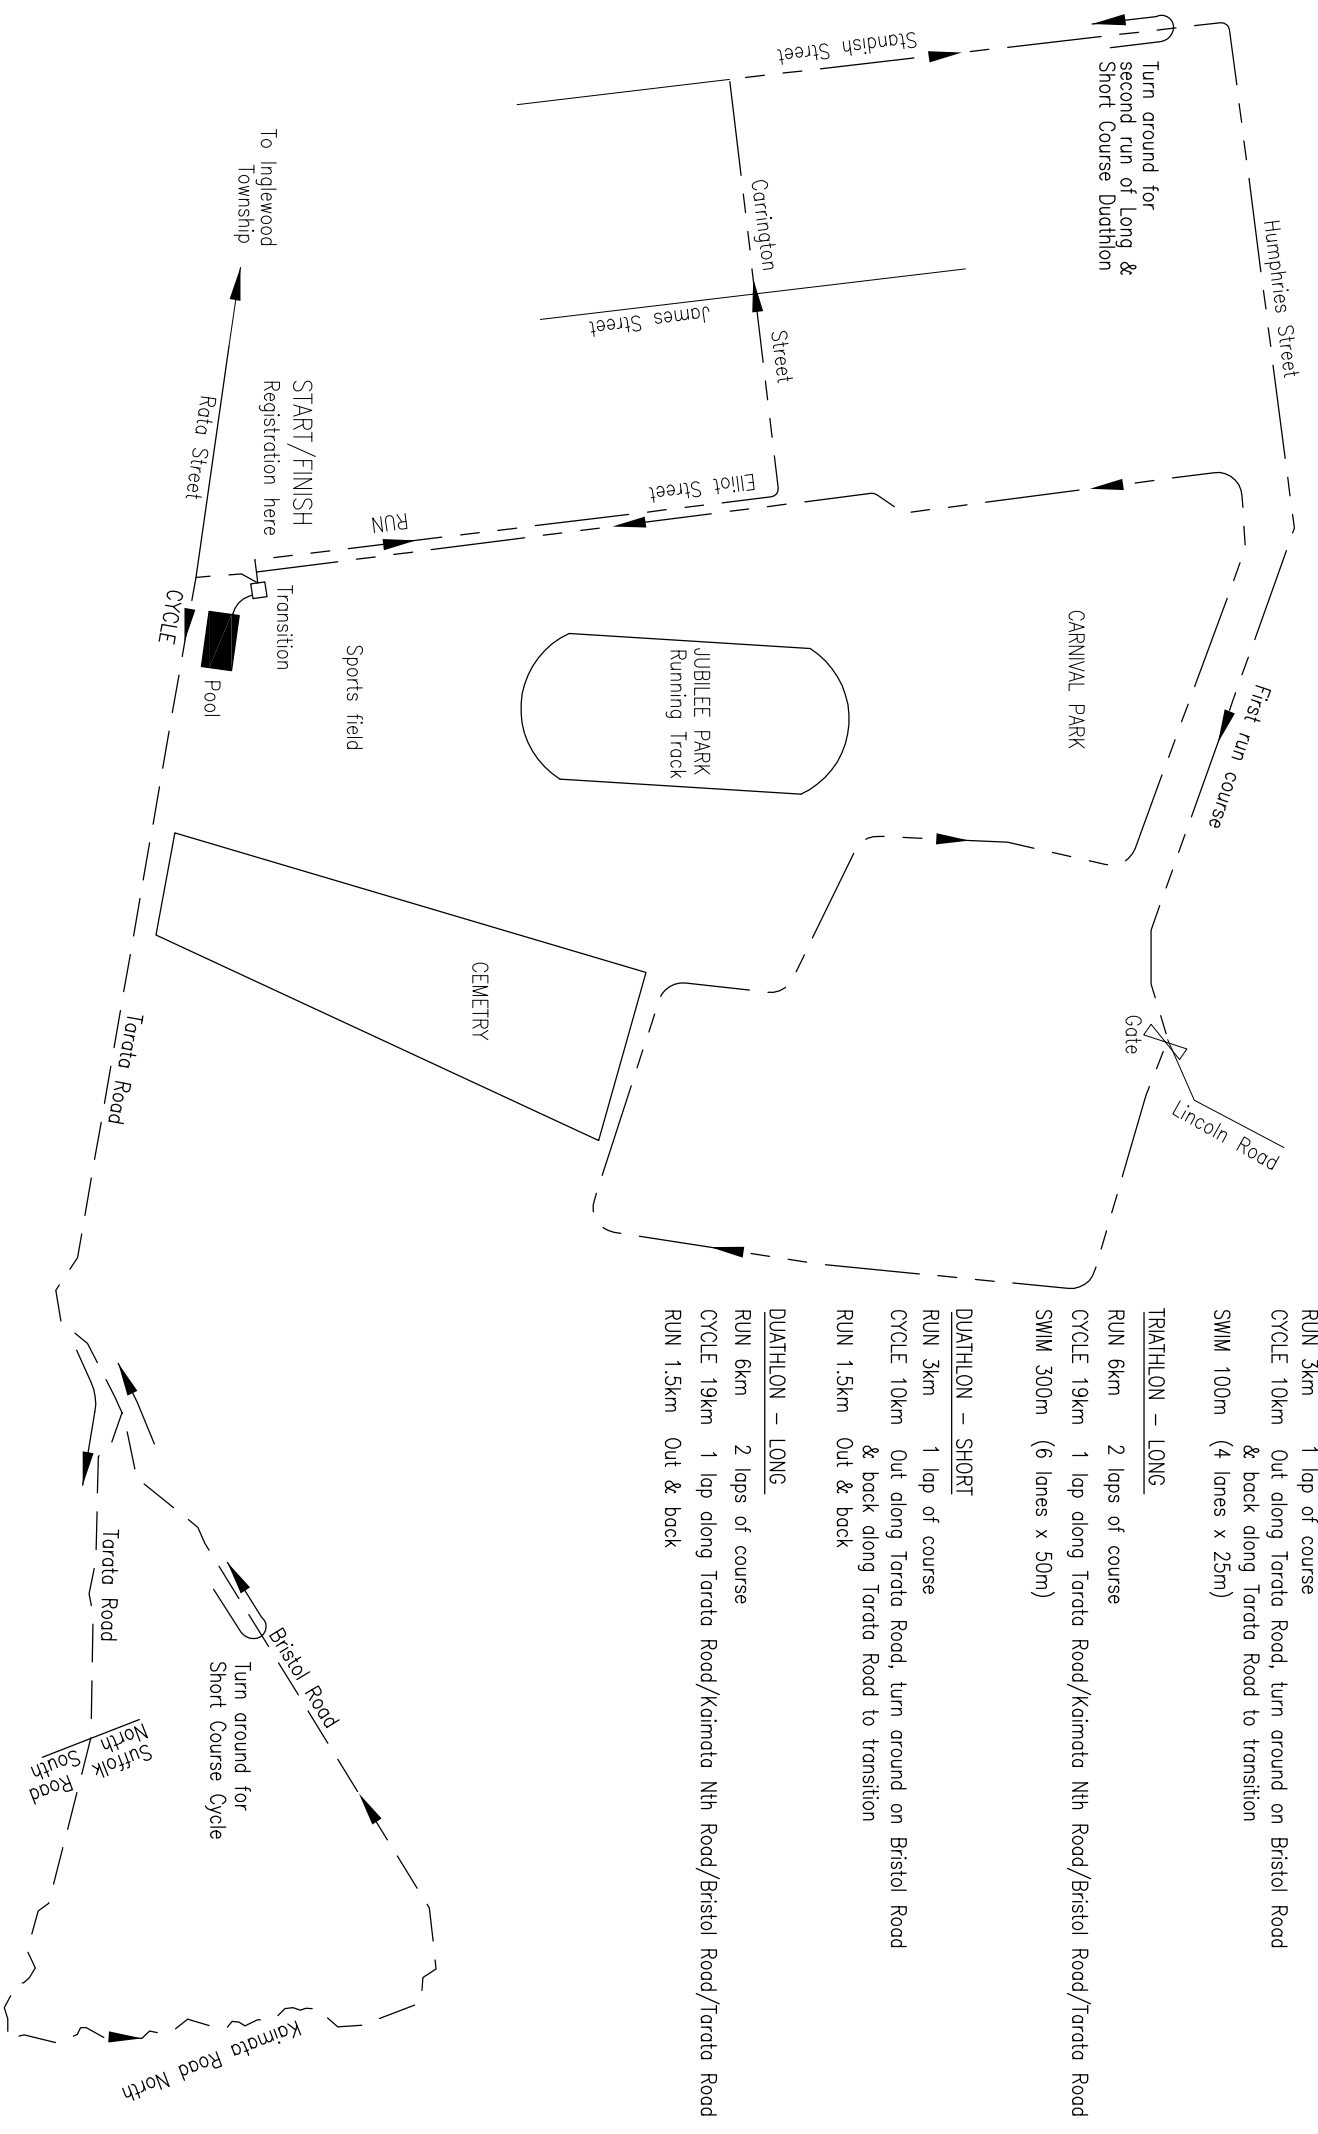 RUN 3km 1 lap of course
CYCLE 10km Out along Tarata Road, turn around on Bristol Road
& back along Tarata Road to transition
SWIM 100m (4 lanes x 25m)
TRIATHLON - LONG
RUN 6km 2 laps of course
CYCLE 19km 1 lap along Tarata Road/Kaimata Nth Road/Bristol Road/Tarata Road
SWIM 300m (6 lanes x 50m)
DUATHLON - SHORT
RUN 3km 1 lap of course
CYCLE 10km Out along Tarata Road, turn around on Bristol Road
& back along Tarata Road to transition
RUN 1.5km Out & back
DUATHLON - LONG
RUN 6km 2 laps of course
CYCLE 19km 1 lap along Tarata Road/Kaimata Nth Road/Bristol Road/Tarata Road
RUN 1.5km Out & back
Humphries Street
First run course
Lincoln Road
Gate
Turn around for
second run of Long &
Short Course Duathlon
Standish Street
Carrington
Street
James Street
CARNIVAL PARK
Elliot Street
JUBILEE PARK
Running Track
CEMETRY
RUN
Sports field
START/FINISH
Registration here
Transition
Pool
To Inglewood
Township
Rata Street
CYCLE
Tarata Road
Bristol Road
Turn around for
Short Course Cycle
Tarata Road
Suffolk Road
North
South
Kaimata Road North